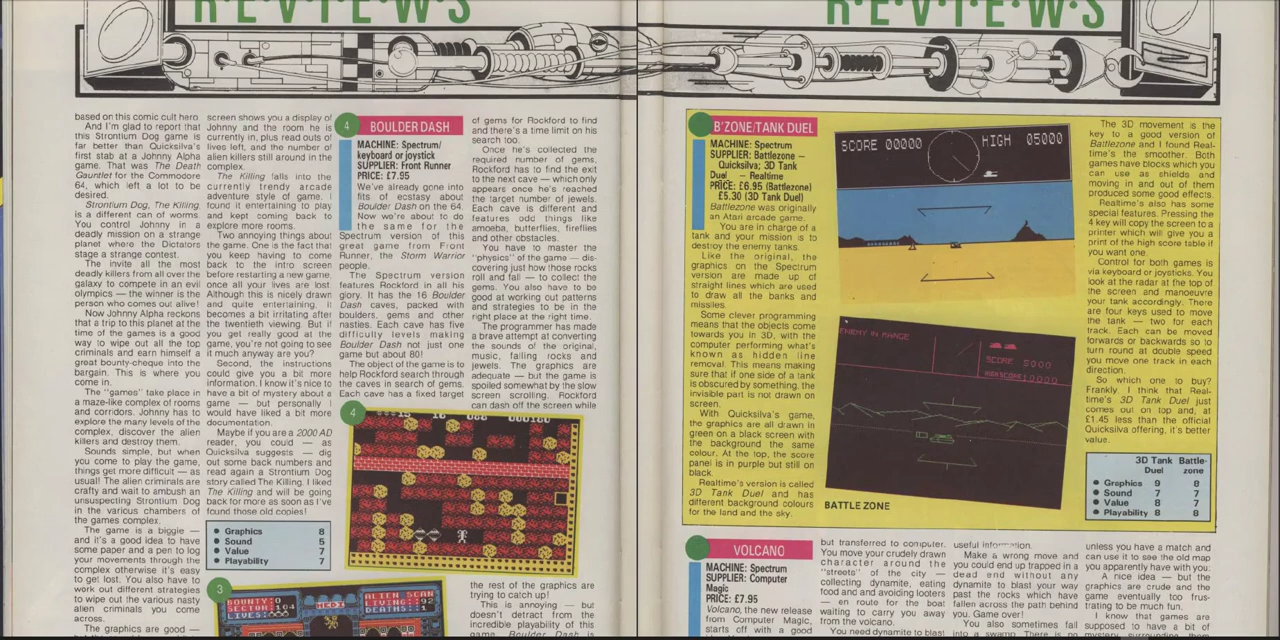 R·E·V·I·E·W·S
based on this comic cult hero.
And I'm glad to report that
this Strontium Dog game is
far better than Quicksilva's
first stab at a Johnny Alpha
game. That was The Death
Gauntlet for the Commodore
64, which left a lot to be
desired.
Strontium Dog, The Killing
is a different can of worms.
You control Johnny in a
deadly mission on a strange
planet where the Dictators
stage a strange contest.
The invite all the most
deadly killers from all over the
galaxy to compete in an evil
olympics — the winner is the
person who comes out alive!
Now Johnny Alpha reckons
that a trip to this planet at the
time of the games is a good
way to wipe out all the top
criminals and earn himself a
great bounty-cheque into the
bargain. This is where you
come in.
The "games" take place in
a maze-like complex of rooms
and corridors. Johnny has to
explore the many levels of the
complex, discover the alien
killers and destroy them.
Sounds simple, but when
you come to play the game,
things get more difficult — as
usual! The alien criminals are
crafty and wait to ambush an
unsuspecting Strontium Dog
in the various chambers of
the games complex.
The game is a biggie —
and it's a good idea to have
some paper and a pen to log
your movements through the
complex otherwise it's easy
to get lost. You also have to
work out different strategies
to wipe out the various nasty
alien criminals you come
across.
The graphics are good —
screen shows you a display of
Johnny and the room he is
currently in, plus read outs of
lives left, and the number of
alien killers still around in the
complex.
The Killing falls into the
currently trendy arcade
adventure style of game. I
found it entertaining to play
and kept coming back to
explore more rooms.
Two annoying things about
the game. One is the fact that
you keep having to come
back to the intro screen
before restarting a new game,
once all your lives are lost.
Although this is nicely drawn
and quite entertaining, it
becomes a bit irritating after
the twentieth viewing. But if
you get really good at the
game, you're not going to see
it much anyway are you?
Second, the instructions
could give you a bit more
information. I know it's nice to
have a bit of mystery about a
game — but personally I
would have liked a bit more
documentation.
Maybe if you are a 2000 AD
reader, you could — as
Quicksilva suggests — dig
out some back numbers and
read again a Strontium Dog
story called The Killing. I liked
The Killing and will be going
back for more as soon as I've
found those old copies!
● Graphics 8
● Sound 5
● Value 7
● Playability 7
3
BOUNTY:0
SECTOR:104
LIVES:
MEDI
ALIEN SCAN
LIVING:02
DEATHS:1
4
BOULDER DASH
MACHINE: Spectrum/
keyboard or joystick
SUPPLIER: Front Runner
PRICE: £7.95
We've already gone into
fits of ecstasy about
Boulder Dash on the 64.
Now we're about to do
the same for the
Spectrum version of this
great game from Front
Runner, the Storm Warrior
people.
The Spectrum version
features Rockford in all his
glory. It has the 16 Boulder
Dash caves, packed with
boulders, gems and other
nasties. Each cave has five
difficulty levels making
Boulder Dash not just one
game but about 80!
The object of the game is to
help Rockford search through
the caves in search of gems.
Each cave has a fixed target
4
of gems for Rockford to find
and there's a time limit on his
search too.
Once he's collected the
required number of gems,
Rockford has to find the exit
to the next cave — which only
appears once he's reached
the target number of jewels.
Each cave is different and
features odd things like
amoeba, butterflies, fireflies
and other obstacles.
You have to master the
"physics" of the game — dis-
covering just how those rocks
roll and fall — to collect the
gems. You also have to be
good at working out patterns
and strategies to be in the
right place at the right time.
The programmer has made
a brave attempt at converting
the sounds of the original,
music, falling rocks and
jewels. The graphics are
adequate — but the game is
spoiled somewhat by the slow
screen scrolling. Rockford
can dash off the screen while
the rest of the graphics are
trying to catch up!
This is annoying — but
doesn't detract from the
incredible playability of this
game. Boulder Dash is
R·E·V·I·E·W·S
B'ZONE/TANK DUEL
MACHINE: Spectrum
SUPPLIER: Battlezone —
Quicksilva; 3D Tank
Duel — Realtime
PRICE: £6.95 (Battlezone)
£5.30 (3D Tank Duel)
Battlezone was originally
an Atari arcade game.
You are in charge of a
tank and your mission is to
destroy the enemy tanks.
Like the original, the
graphics on the Spectrum
version are made up of
straight lines which are used
to draw all the banks and
missiles.
Some clever programming
means that the objects come
towards you in 3D, with the
computer performing what's
known as hidden line
removal. This means making
sure that if one side of a tank
is obscured by something, the
invisible part is not drawn on
screen.
With Quicksilva's game,
the graphics are all drawn in
green on a black screen with
the background the same
colour. At the top, the score
panel is in purple but still on
black.
Realtime's version is called
3D Tank Duel and has
different background colours
for the land and the sky.
SCORE 00000
HIGH 05000
ENEMY IN RANGE
SCORE 5000
HIGHSCORE 10000
BATTLE ZONE
The 3D movement is the
key to a good version of
Battlezone and I found Real-
time's the smoother. Both
games have blocks which you
can use as shields and
moving in and out of them
produced some good effects.
Realtime's also has some
special features. Pressing the
4 key will copy the screen to a
printer which will give you a
print of the high score table if
you want one.
Control for both games is
via keyboard or joysticks. You
look at the radar at the top of
the screen and manoeuvre
your tank accordingly. There
are four keys used to move
the tank — two for each
track. Each can be moved
forwards or backwards so to
turn round at double speed
you move one track in each
direction.
So which one to buy?
Frankly I think that Real-
time's 3D Tank Duel just
comes out on top and, at
£1.45 less than the official
Quicksilva offering, it's better
value.
3D Tank Battle-
Duel zone
● Graphics 9 8
● Sound 7 7
● Value 8 7
● Playability 8 8
VOLCANO
MACHINE: Spectrum
SUPPLIER: Computer
Magic
PRICE: £7.95
Volcano, the new release
from Computer Magic,
starts off with a good
but transferred to computer.
You move your crudely drawn
character around the
"streets" of the city —
collecting dynamite, eating
food and and avoiding looters
— en route for the boat
waiting to carry you away
from the volcano.
You need dynamite to blast
useful information.
Make a wrong move and
you could end up trapped in a
dead end without any
dynamite to blast your way
past the rocks which have
fallen across the path behind
you. Game over!
You also sometimes fall
into a swamp. There is no
unless you have a match and
can use it to see the old map
you apparently have with you.
A nice idea — but the
graphics are crude and the
game eventually too frus-
trating to be much fun.
I know that games are
supposed to have a bit of
mystery surrounding them